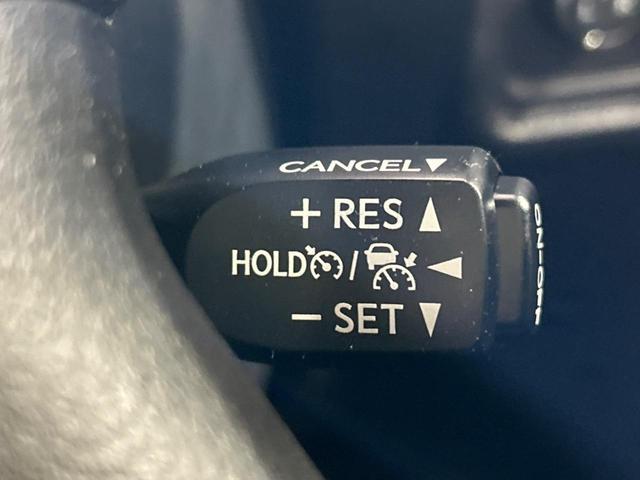 CANCEL▼
+ RES ▲
HOLD / ◀
− SET ▼
ON-OFF